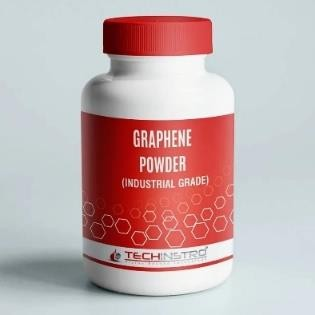 GRAPHENE
POWDER
(INDUSTRIAL GRADE)
TECHINSTRO